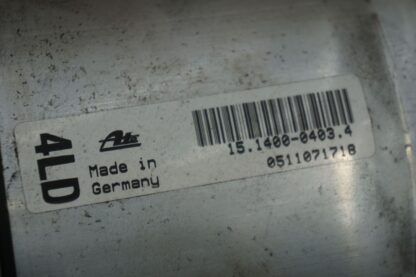 4LD
Ate
Made in
Germany
15.1400-0403.4
0511071718